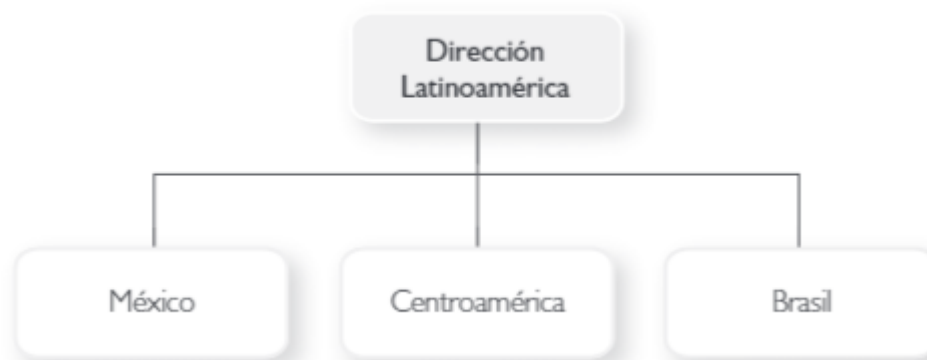 Dirección
Latinoamérica
México
Centroamérica
Brasil